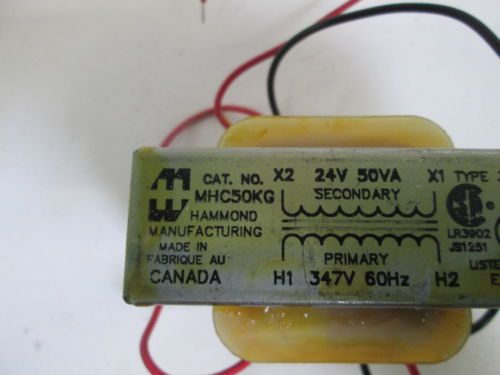 CAT. NO.
MHC50KG
HAMMOND
MANUFACTURING
MADE IN
FABRIQUE AU
CANADA
X2 24V 50VA X1 TYPE
SECONDARY
PRIMARY
H1 347V 60Hz H2
LR3902
JS1251
LISTE